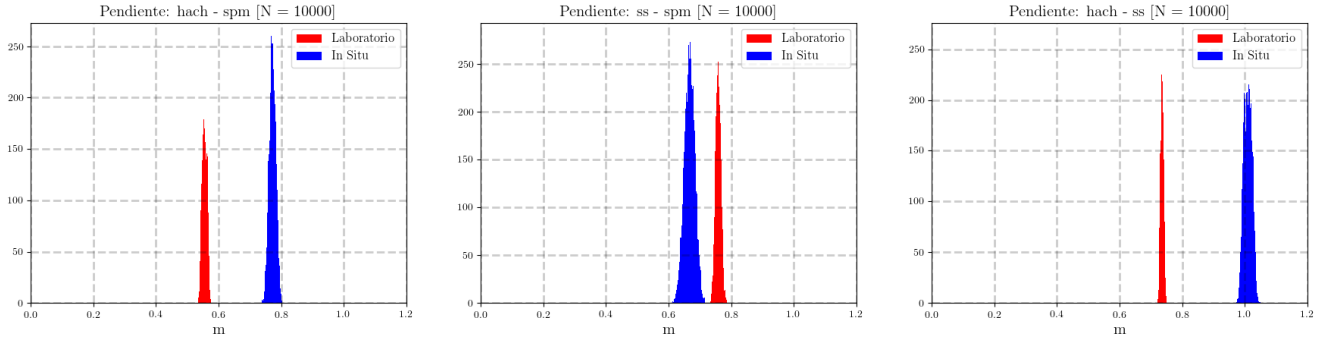 Pendiente: hach - spm [N = 10000]
250
200
150
100
50
0
0.0 0.2 0.4 0.6 0.8 1.0 1.2
m
Laboratorio
In Situ
Pendiente: ss - spm [N = 10000]
250
200
150
100
50
0
0.0 0.2 0.4 0.6 0.8 1.0 1.2
m
Laboratorio
In Situ
Pendiente: hach - ss [N = 10000]
250
200
150
100
50
0
0.0 0.2 0.4 0.6 0.8 1.0 1.2
m
Laboratorio
In Situ